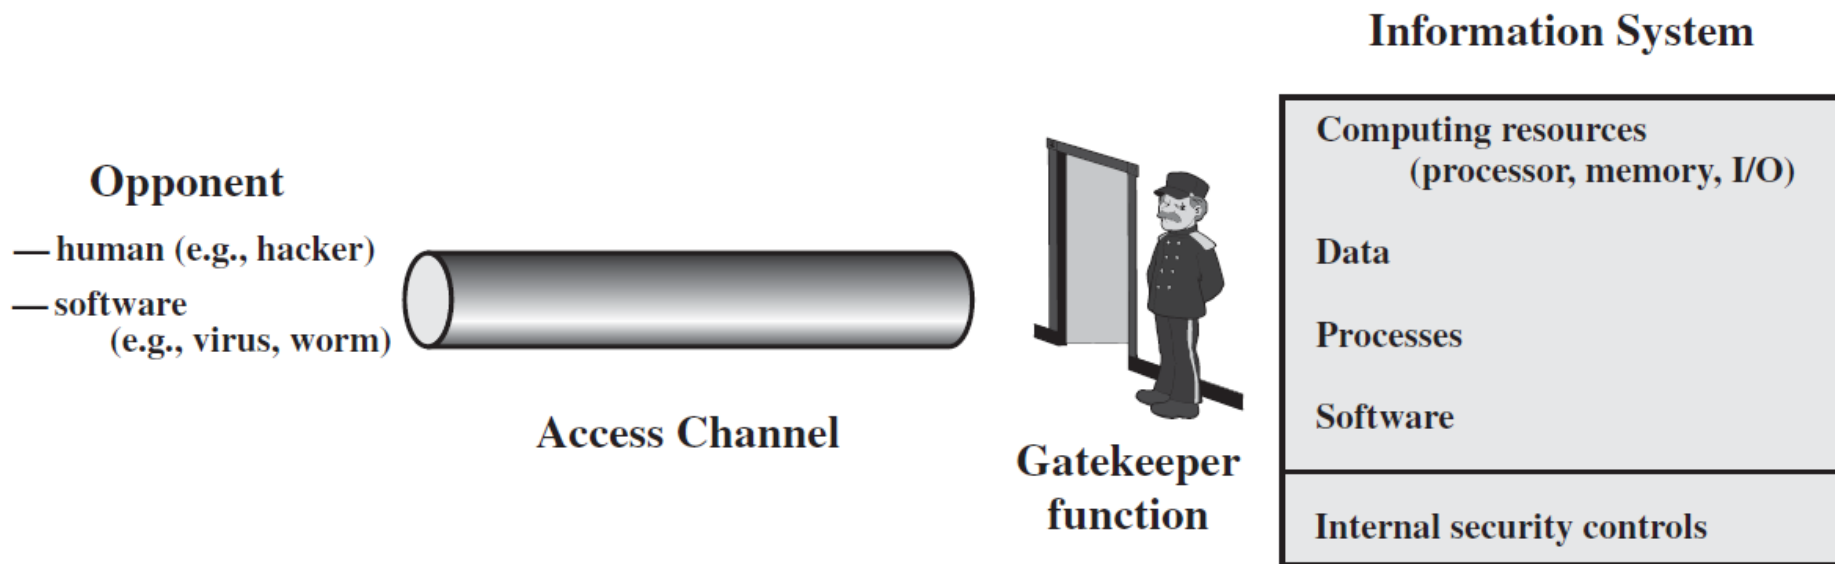 Information System
Opponent
— human (e.g., hacker)
— software
(e.g., virus, worm)
Access Channel
Gatekeeper
function
Computing resources
(processor, memory, I/O)
Data
Processes
Software
Internal security controls